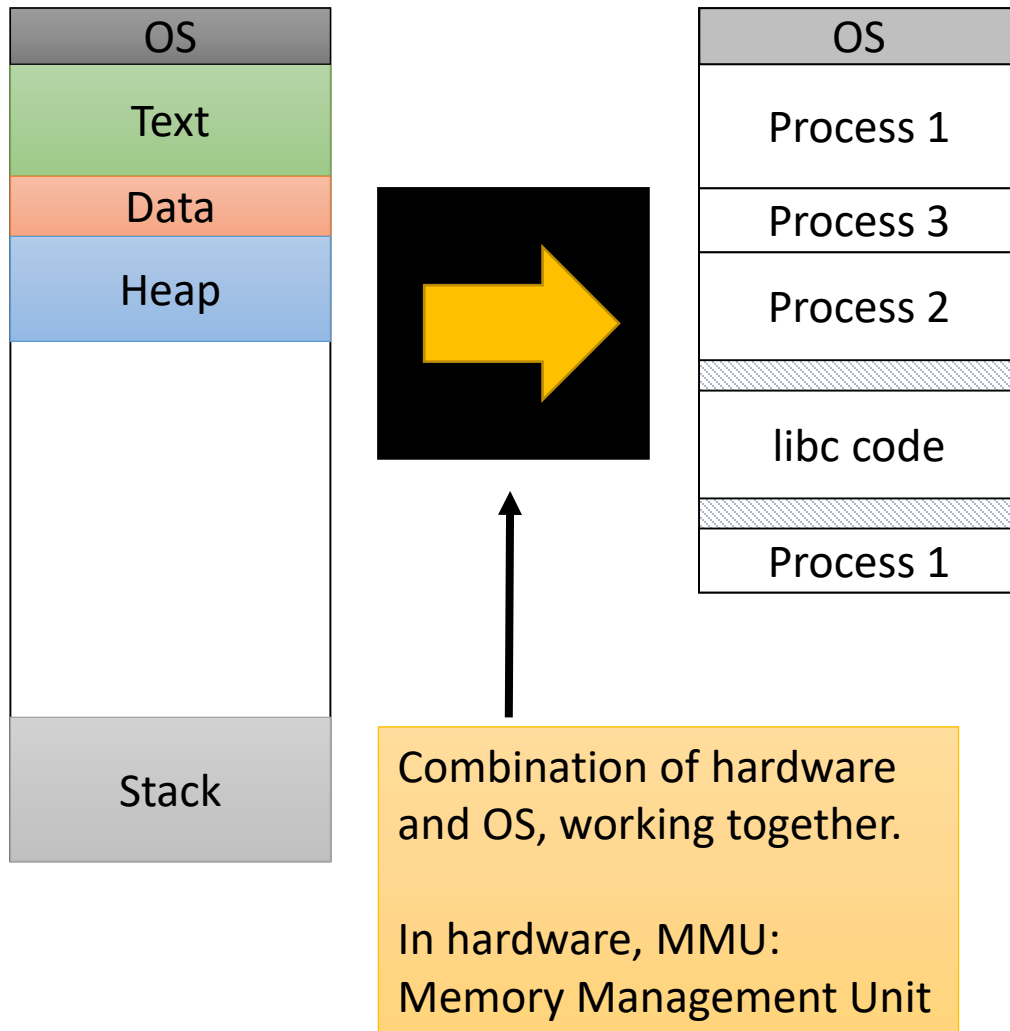 OS
Text
Data
Heap
Stack
OS
Process 1
Process 3
Process 2
libc code
Process 1
Combination of hardware
and OS, working together.
In hardware, MMU:
Memory Management Unit